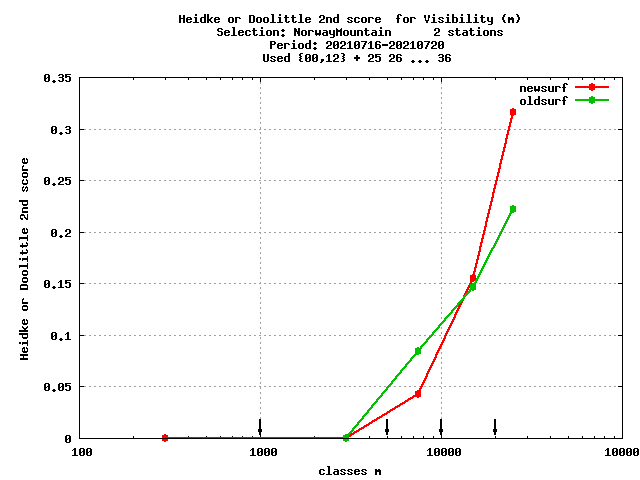 Heidke or Doolittle 2nd score  for Visibility (m)
Selection: NorwayMountain      2 stations
Period: 20210716-20210720
Used {00,12} + 25 26 ... 36
newsurf
oldsurf
0.35
0.3
0.25
0.2
0.15
0.1
0.05
0
Heidke or Doolittle 2nd score
100
1000
10000
10000
classes m